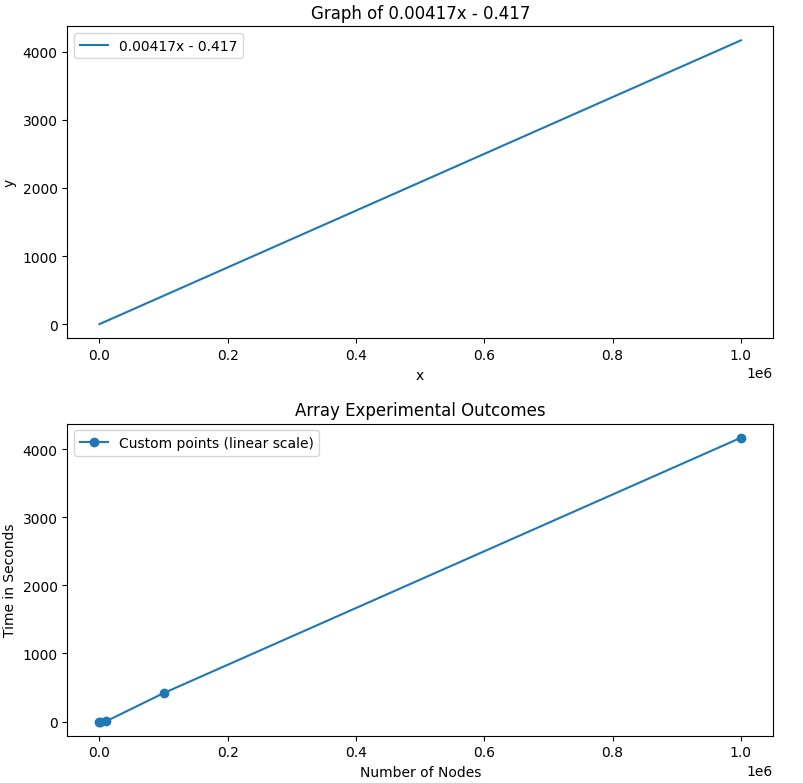 Graph of 0.00417x - 0.417
0.00417x - 0.417
4000
3000
2000
1000
0
y
0.0 0.2 0.4 0.6 0.8 1.0
1e6
x
Array Experimental Outcomes
Custom points (linear scale)
4000
3000
2000
1000
0
Time in Seconds
0.0 0.2 0.4 0.6 0.8 1.0
1e6
Number of Nodes